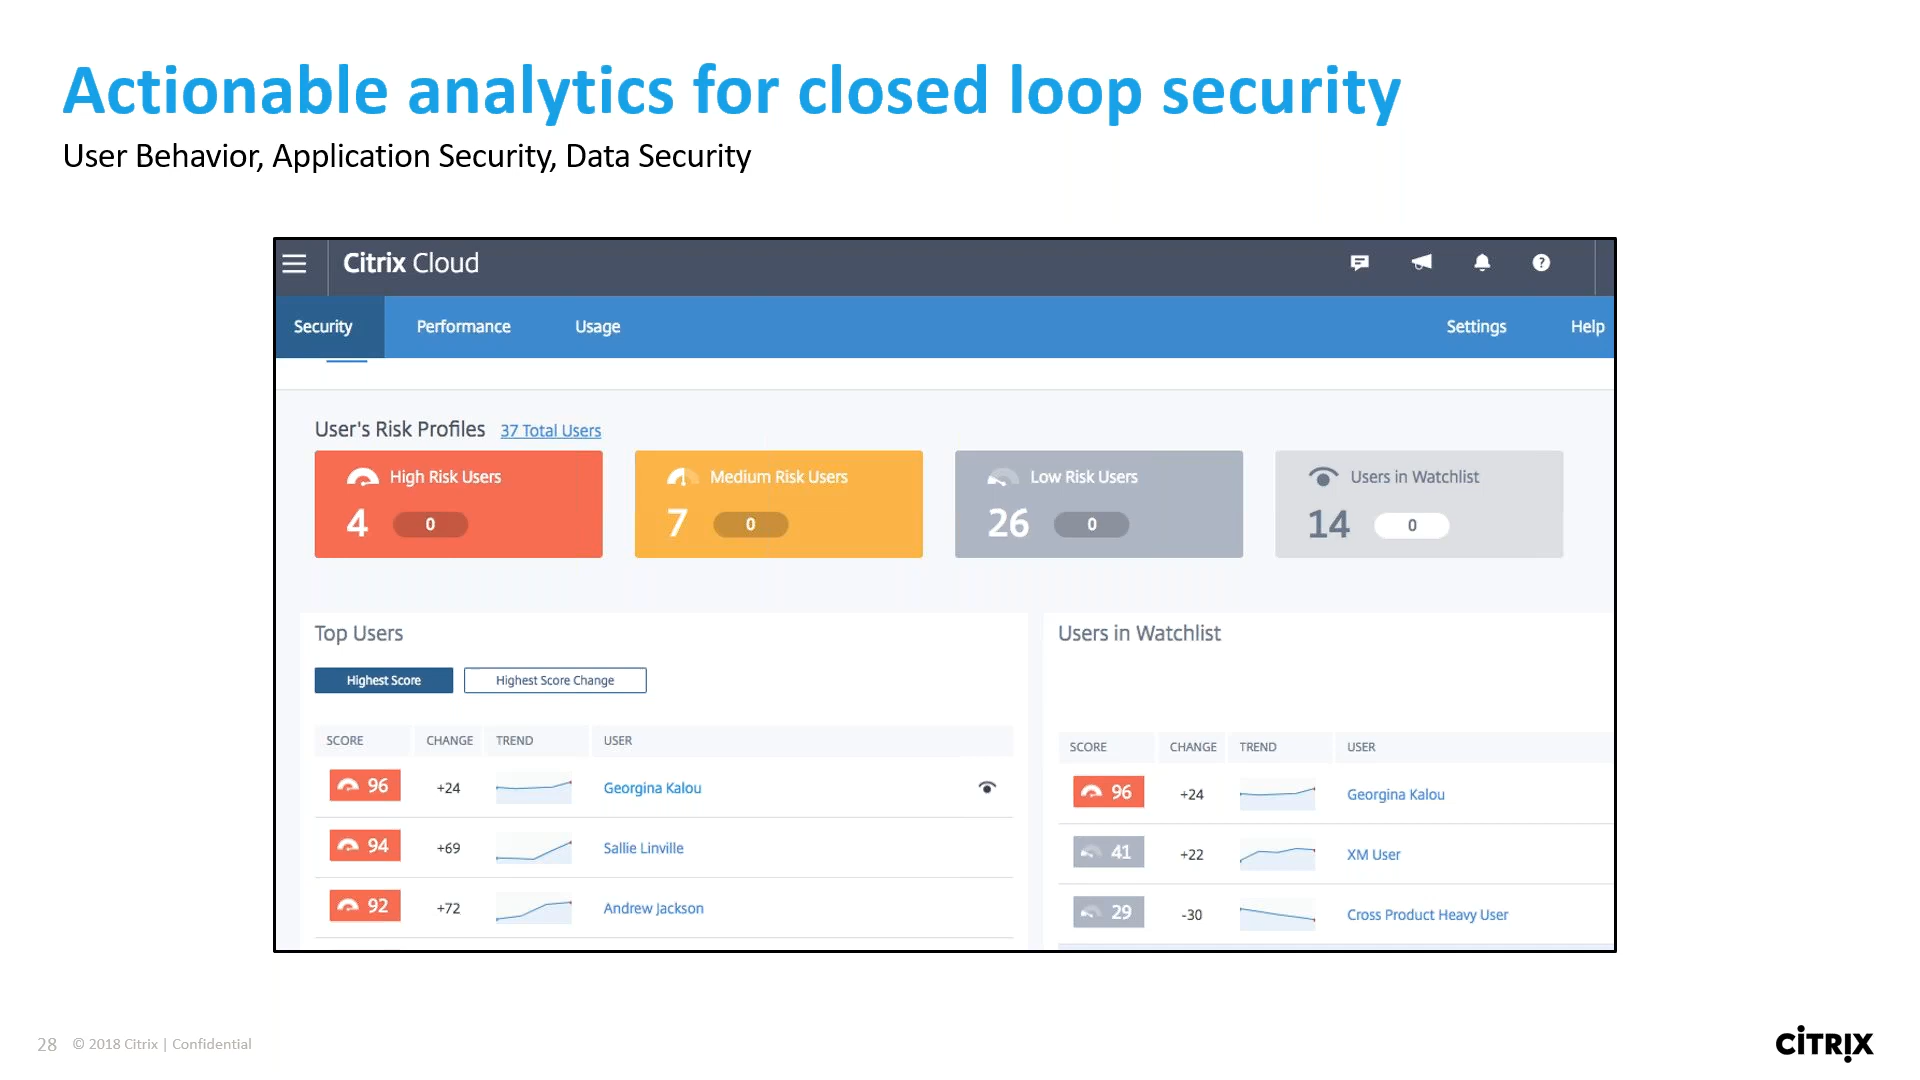 Actionable analytics for closed loop security
User Behavior, Application Security, Data Security
Citrix Cloud
?
Security Performance Usage Settings Help
User's Risk Profiles 37 Total Users
High Risk Users
4 0
Medium Risk Users
7 0
Low Risk Users
26 0
Users in Watchlist
14 0
Top Users
Highest Score Highest Score Change
SCORE CHANGE TREND USER
96 +24 Georgina Kalou
94 +69 Sallie Linville
92 +72 Andrew Jackson
Users in Watchlist
SCORE CHANGE TREND USER
96 +24 Georgina Kalou
41 +22 XM User
29 -30 Cross Product Heavy User
28 © 2018 Citrix | Confidential
CITRIX